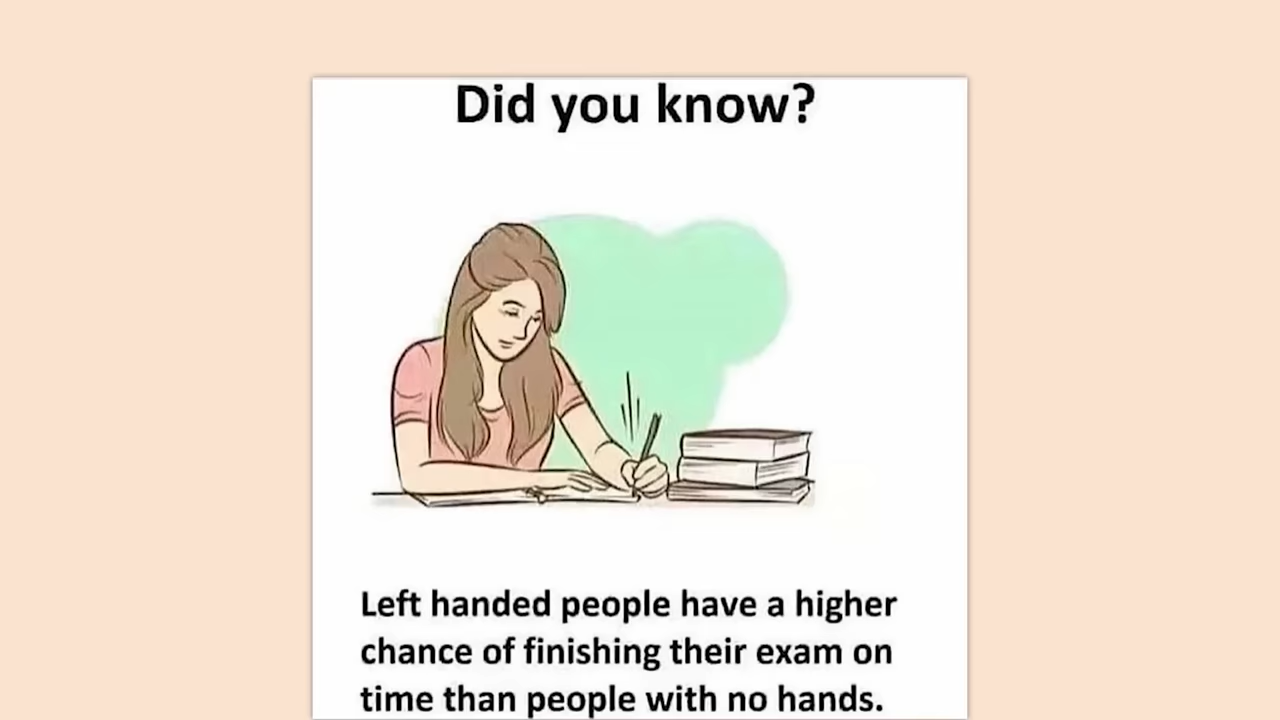 Did you know?
Left handed people have a higher
chance of finishing their exam on
time than people with no hands.